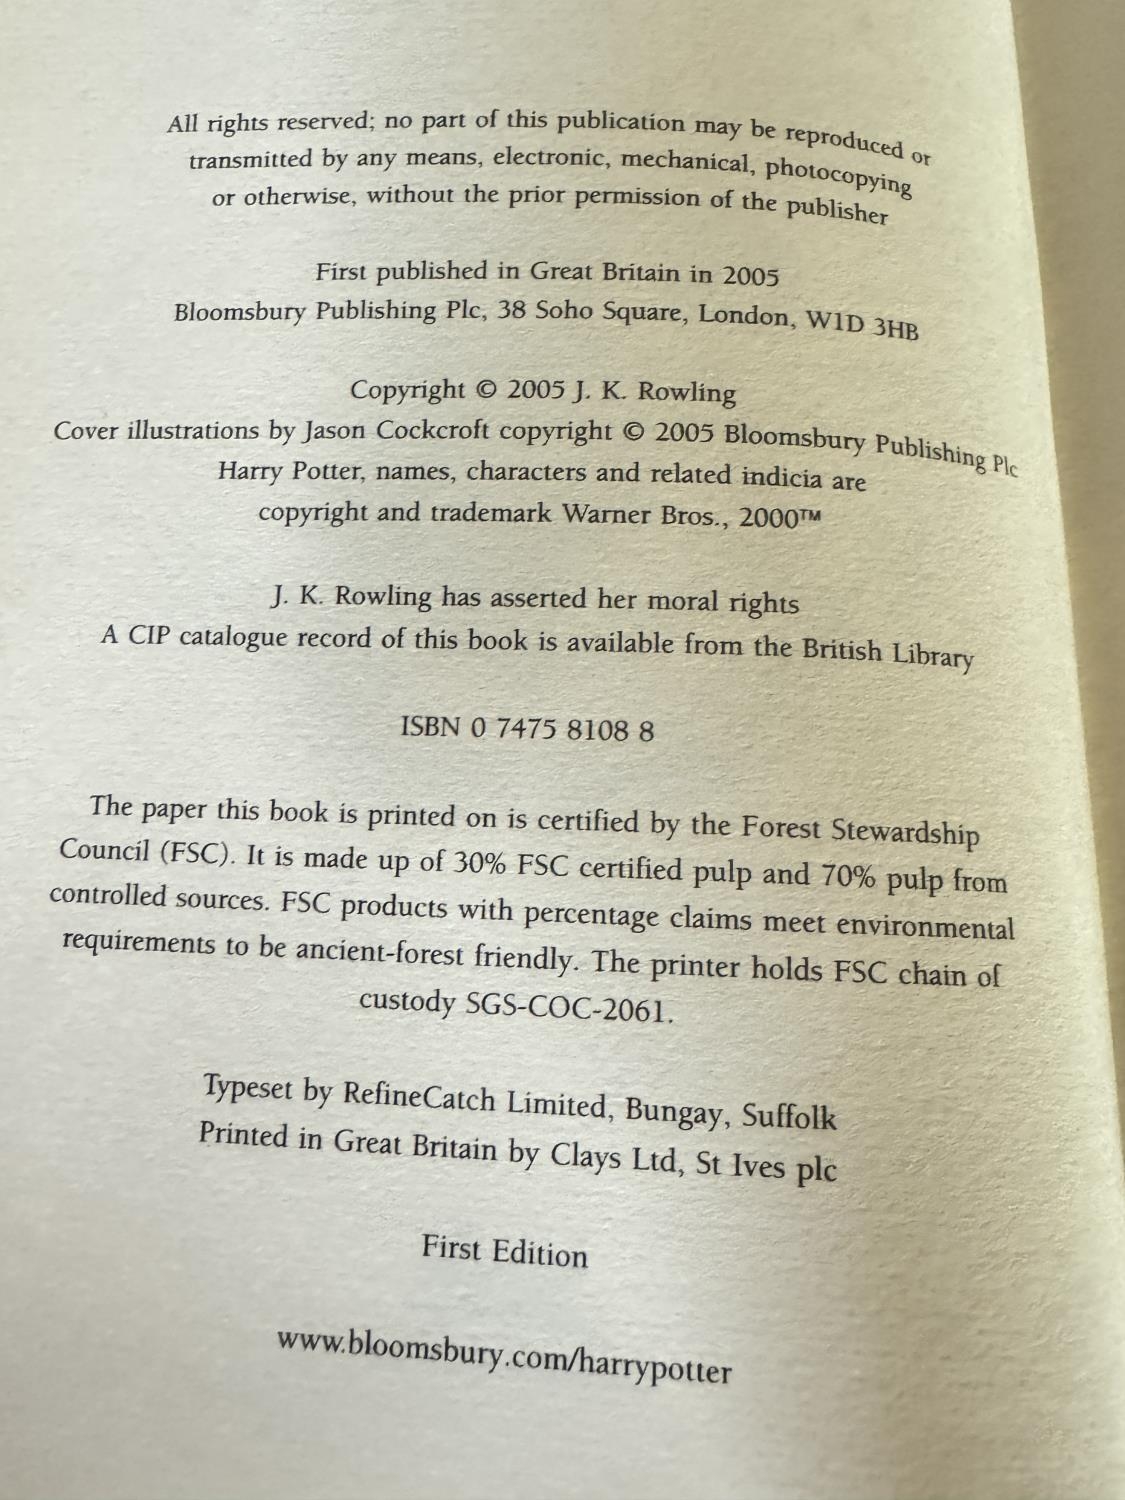 All rights reserved; no part of this publication may be reproduced or
transmitted by any means, electronic, mechanical, photocopying
or otherwise, without the prior permission of the publisher
First published in Great Britain in 2005
Bloomsbury Publishing Plc, 38 Soho Square, London, W1D 3HB
Copyright © 2005 J. K. Rowling
Cover illustrations by Jason Cockcroft copyright © 2005 Bloomsbury Publishing Plc
Harry Potter, names, characters and related indicia are
copyright and trademark Warner Bros., 2000™
J. K. Rowling has asserted her moral rights
A CIP catalogue record of this book is available from the British Library
ISBN 0 7475 8108 8
The paper this book is printed on is certified by the Forest Stewardship
Council (FSC). It is made up of 30% FSC certified pulp and 70% pulp from
controlled sources. FSC products with percentage claims meet environmental
requirements to be ancient-forest friendly. The printer holds FSC chain of
custody SGS-COC-2061.
Typeset by RefineCatch Limited, Bungay, Suffolk
Printed in Great Britain by Clays Ltd, St Ives plc
First Edition
www.bloomsbury.com/harrypotter